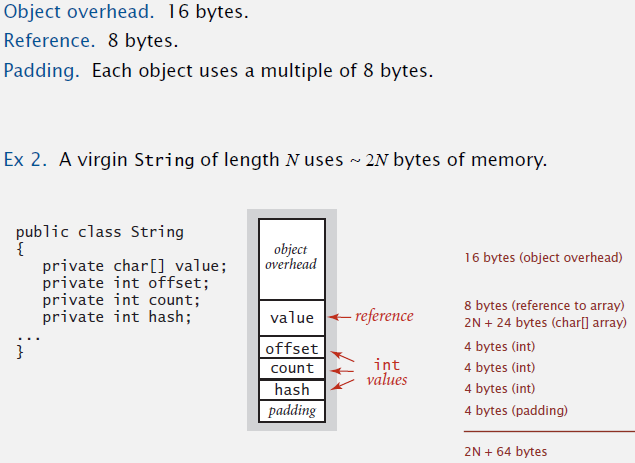 Object overhead. 16 bytes.
Reference. 8 bytes.
Padding. Each object uses a multiple of 8 bytes.
Ex 2. A virgin String of length N uses ~ 2N bytes of memory.
public class String
{
private char[] value;
private int offset;
private int count;
private int hash;
...
}
object
overhead
value
offset
count
hash
padding
reference
int
values
16 bytes (object overhead)
8 bytes (reference to array)
2N + 24 bytes (char[] array)
4 bytes (int)
4 bytes (int)
4 bytes (int)
4 bytes (padding)
2N + 64 bytes